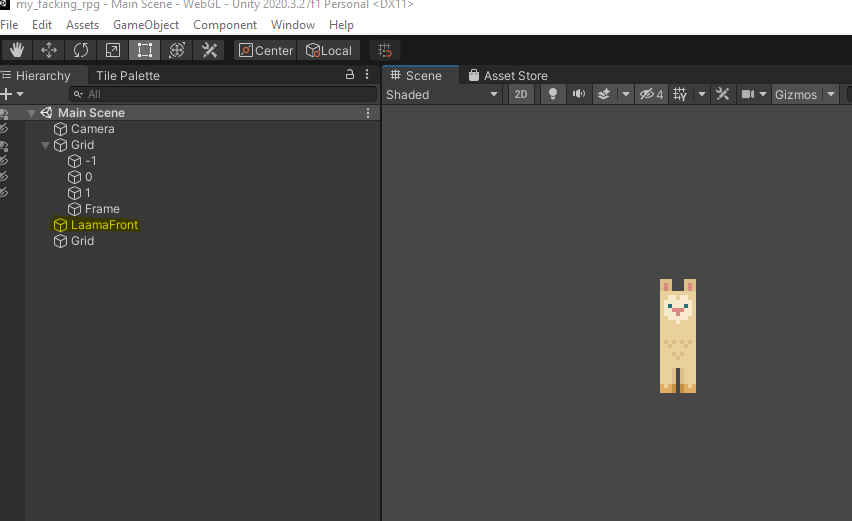 my_facking_rpg - Main Scene - WebGL - Unity 2020.3.27f1 Personal <DX11>
File Edit Assets GameObject Component Window Help
Center Local
Hierarchy Tile Palette Scene Asset Store
All Shaded 2D 4 Gizmos
Main Scene
Camera
Grid
-1
0
1
Frame
LaamaFront
Grid